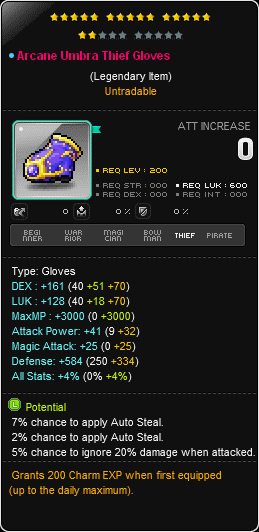 Arcane Umbra Thief Gloves
(Legendary Item)
Untradable
ATT INCREASE
0
REQ LEV : 200
REQ STR : 000 REQ LUK : 600
REQ DEX : 000 REQ INT : 000
0 0 % 0 %
BEGINNER WARRIOR MAGICIAN BOWMAN THIEF PIRATE
Type: Gloves
DEX : +161 (40 +51 +70)
LUK : +128 (40 +18 +70)
MaxMP : +3000 (0 +3000)
Attack Power: +41 (9 +32)
Magic Attack: +25 (0 +25)
Defense: +584 (250 +334)
All Stats: +4% (0% +4%)
L Potential
7% chance to apply Auto Steal.
2% chance to apply Auto Steal.
5% chance to ignore 20% damage when attacked.
Grants 200 Charm EXP when first equipped
(up to the daily maximum).